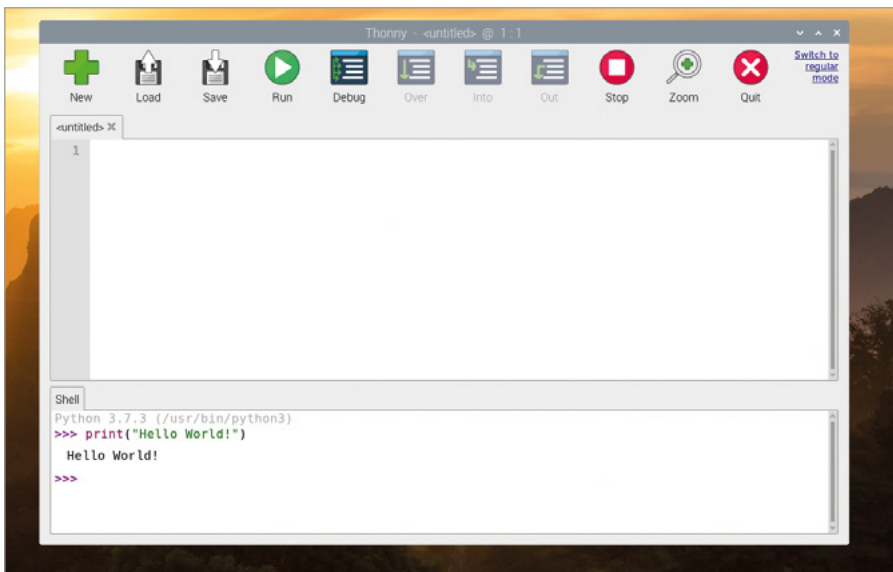 Thonny - <untitled> @ 1:1
New Load Save Run Debug Over Into Out Stop Zoom Quit
Switch to
regular
mode
<untitled>
1
Shell
Python 3.7.3 (/usr/bin/python3)
>>> print("Hello World!")
Hello World!
>>>